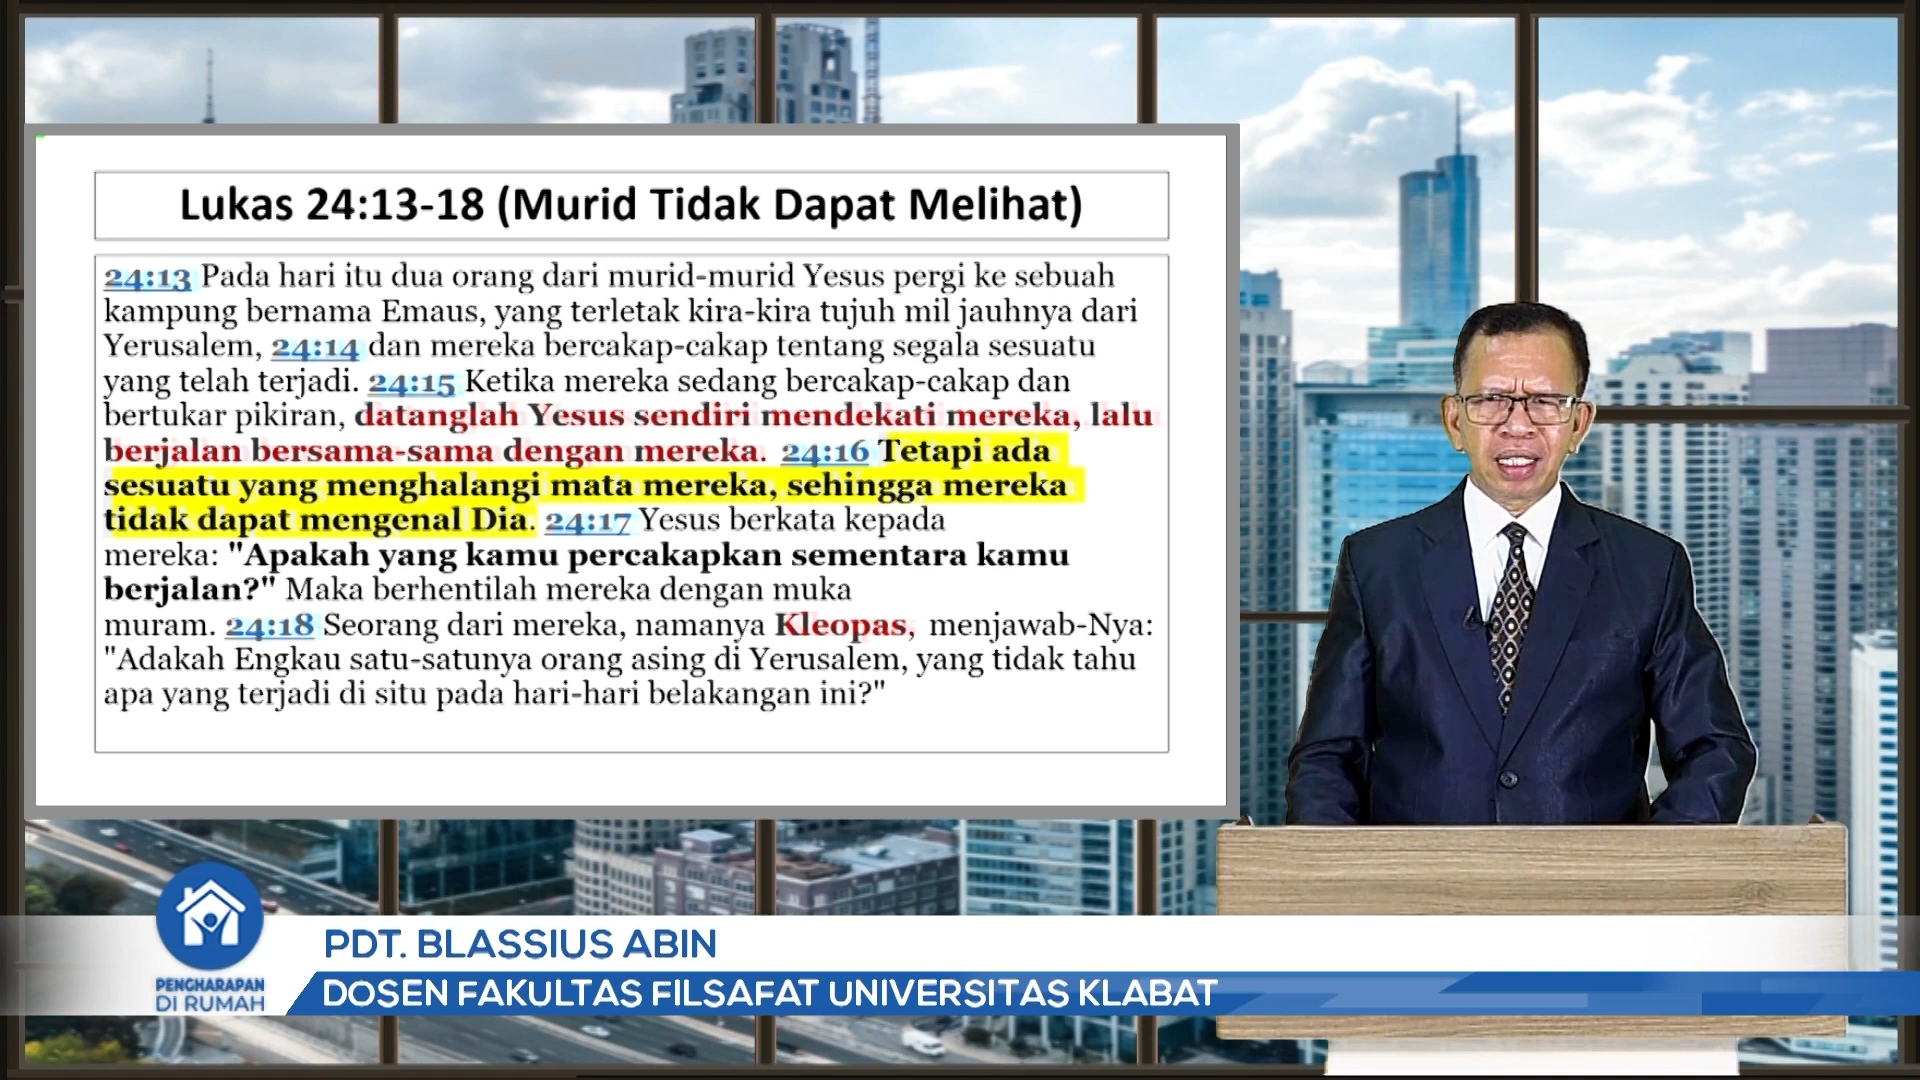 Lukas 24:13-18 (Murid Tidak Dapat Melihat)
24:13 Pada hari itu dua orang dari murid-murid Yesus pergi ke sebuah
kampung bernama Emaus, yang terletak kira-kira tujuh mil jauhnya dari
Yerusalem, 24:14 dan mereka bercakap-cakap tentang segala sesuatu
yang telah terjadi. 24:15 Ketika mereka sedang bercakap-cakap dan
bertukar pikiran, datanglah Yesus sendiri mendekati mereka, lalu
berjalan bersama-sama dengan mereka. 24:16 Tetapi ada
sesuatu yang menghalangi mata mereka, sehingga mereka
tidak dapat mengenal Dia. 24:17 Yesus berkata kepada
mereka: "Apakah yang kamu percakapkan sementara kamu
berjalan?" Maka berhentilah mereka dengan muka
muram. 24:18 Seorang dari mereka, namanya Kleopas, menjawab-Nya:
"Adakah Engkau satu-satunya orang asing di Yerusalem, yang tidak tahu
apa yang terjadi di situ pada hari-hari belakangan ini?"
PENGHARAPAN
DI RUMAH
PDT. BLASSIUS ABIN
DOSEN FAKULTAS FILSAFAT UNIVERSITAS KLABAT